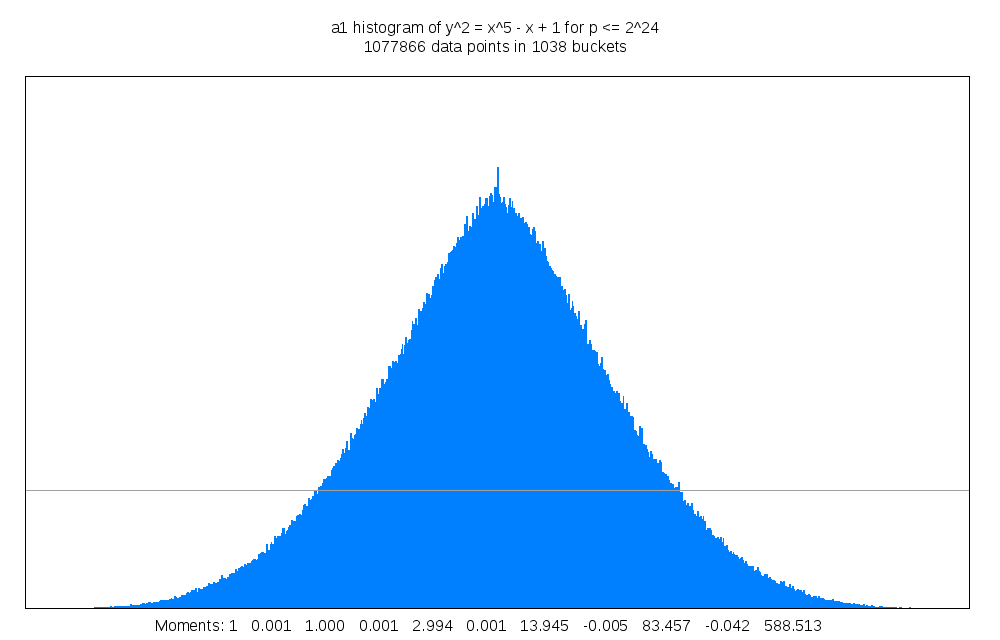 a1 histogram of y^2 = x^5 - x + 1 for p <= 2^24
1077866 data points in 1038 buckets
Moments: 1 0.001 1.000 0.001 2.994 0.001 13.945 -0.005 83.457 -0.042 588.513